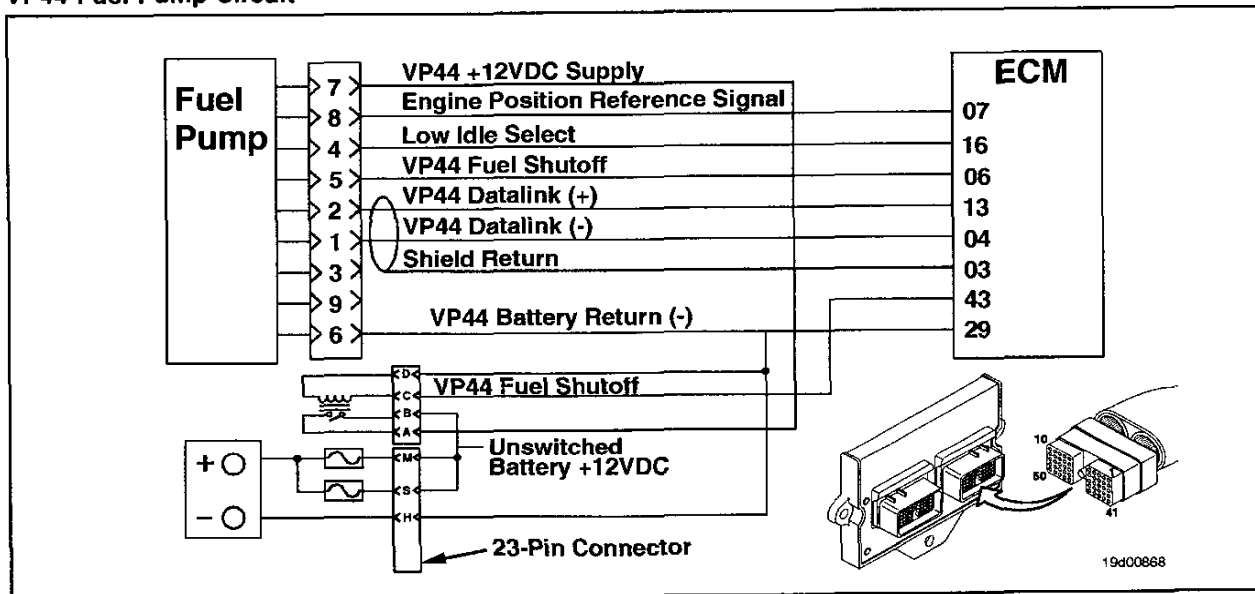 VP44 Fuel Pump Circuit
Fuel
Pump
7
8
4
5
2
1
3
9
6
VP44 +12VDC Supply
Engine Position Reference Signal
Low Idle Select
VP44 Fuel Shutoff
VP44 Datalink (+)
VP44 Datalink (-)
Shield Return
VP44 Battery Return (-)
ECM
07
16
06
13
04
03
43
29
D
C
B
A
VP44 Fuel Shutoff
M
S
H
Unswitched
Battery +12VDC
+
-
23-Pin Connector
10
50
41
19d00868